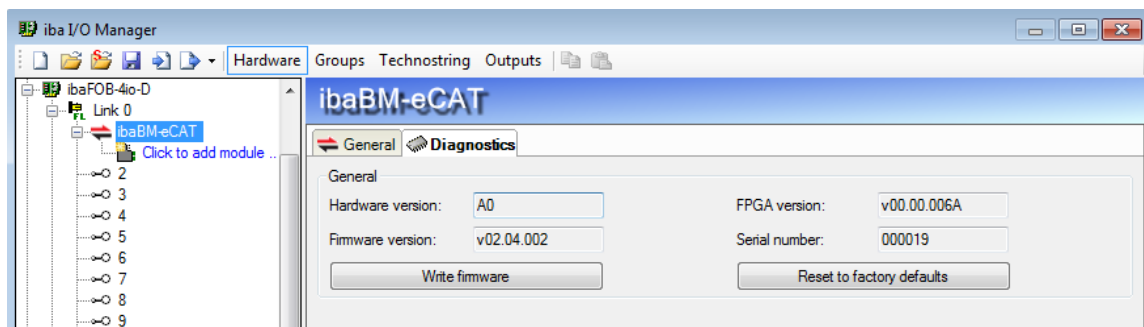 iba I/O Manager
Hardware Groups Technostring Outputs
ibaFOB-4io-D
Link 0
ibaBM-eCAT
Click to add module ..
2
3
4
5
6
7
8
9
ibaBM-eCAT
General Diagnostics
General
Hardware version: A0 FPGA version: v00.00.006A
Firmware version: v02.04.002 Serial number: 000019
Write firmware Reset to factory defaults